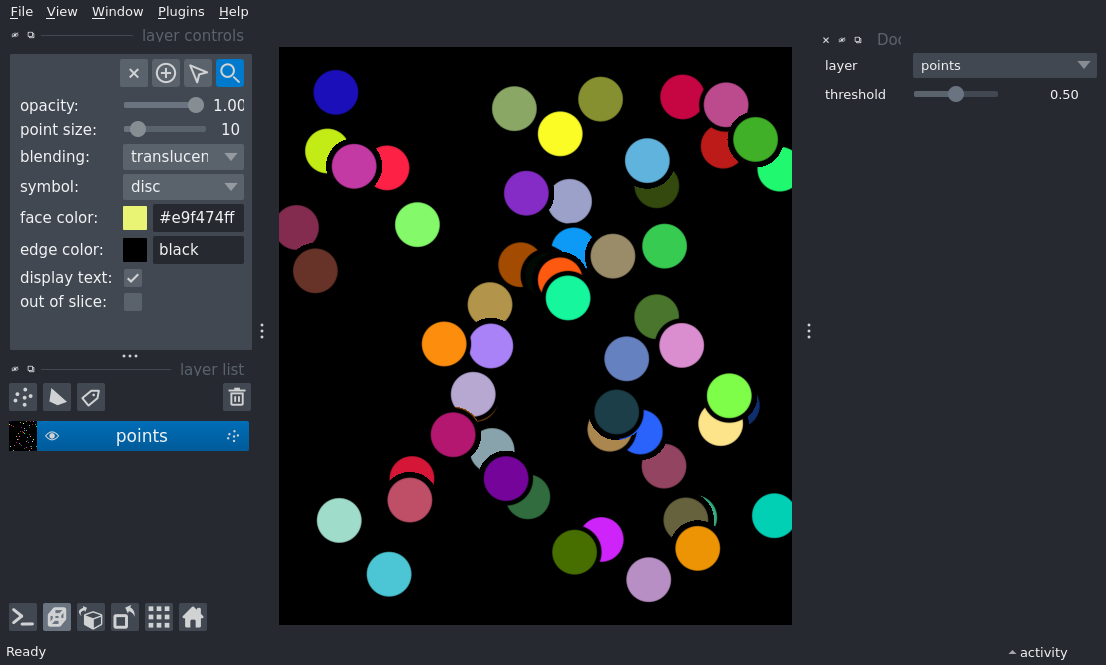 File View Window Plugins Help
layer controls
opacity: 1.00
point size: 10
blending: translucen
symbol: disc
face color: #e9f474ff
edge color: black
display text:
out of slice:
layer list
points
Ready
Doc
layer points
threshold 0.50
activity